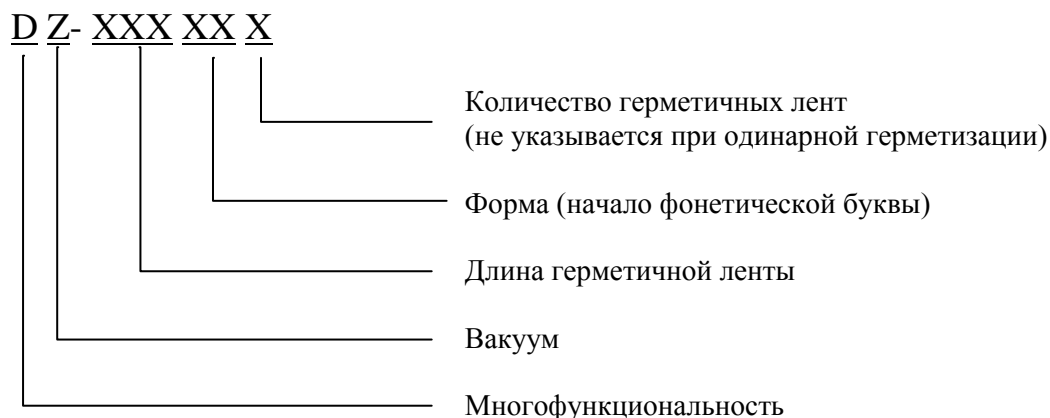 D Z- XXX XX X
Количество герметичных лент
(не указывается при одинарной герметизации)
Форма (начало фонетической буквы)
Длина герметичной ленты
Вакуум
Многофункциональность